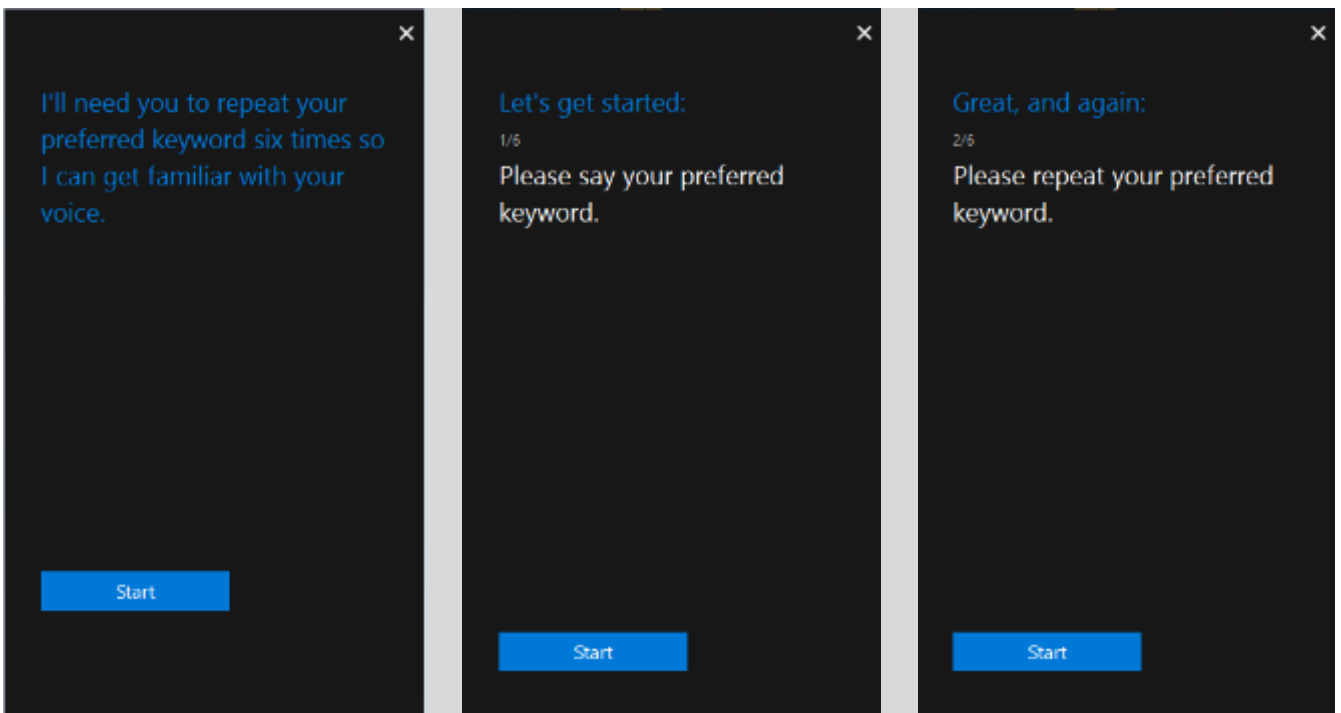 I'll need you to repeat your
preferred keyword six times so
I can get familiar with your
voice.
Start
Let's get started:
1/6
Please say your preferred
keyword.
Start
Great, and again:
2/6
Please repeat your preferred
keyword.
Start